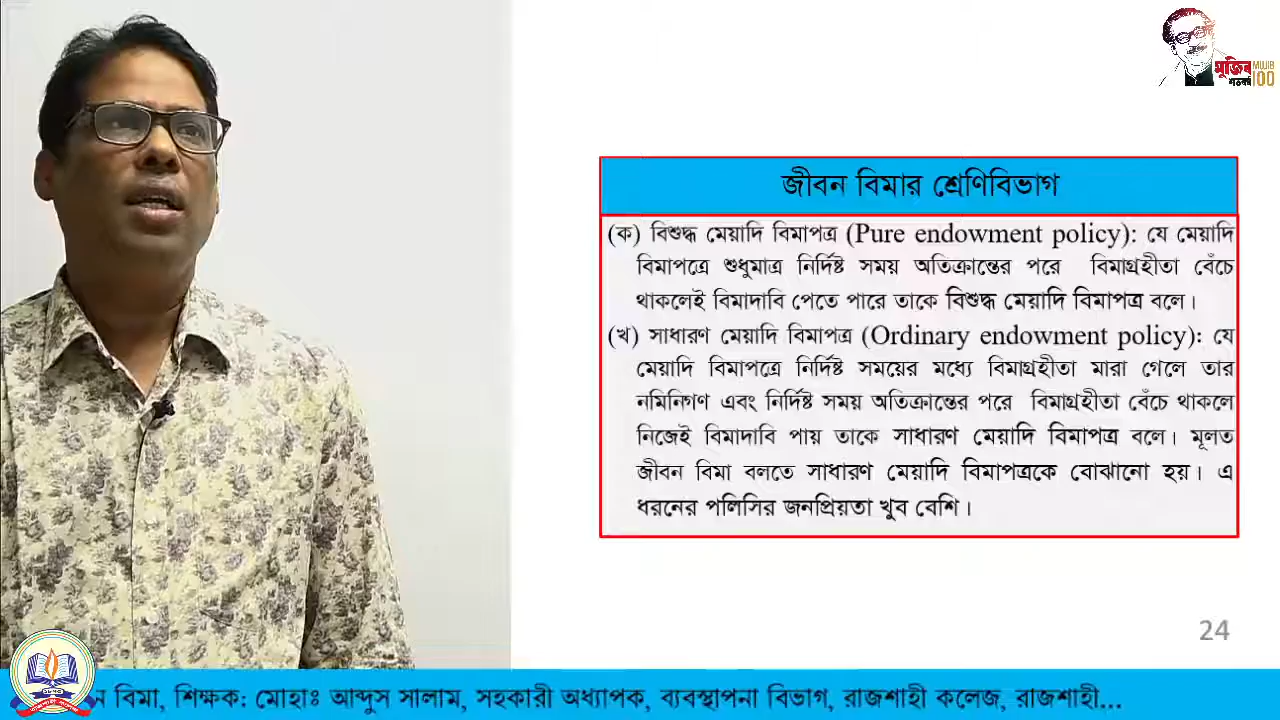 মুজিব
শতবর্ষ
MUJIB
100
জীবন বিমার শ্রেণিবিভাগ
(ক) বিশুদ্ধ মেয়াদি বিমাপত্র (Pure endowment policy): যে মেয়াদি
বিমাপত্রে শুধুমাত্র নির্দিষ্ট সময় অতিক্রান্তের পরে বিমাগ্রহীতা বেঁচে
থাকলেই বিমাদাবি পেতে পারে তাকে বিশুদ্ধ মেয়াদি বিমাপত্র বলে।
(খ) সাধারণ মেয়াদি বিমাপত্র (Ordinary endowment policy): যে
মেয়াদি বিমাপত্রে নির্দিষ্ট সময়ের মধ্যে বিমাগ্রহীতা মারা গেলে তার
নমিনিগণ এবং নির্দিষ্ট সময় অতিক্রান্তের পরে বিমাগ্রহীতা বেঁচে থাকলে
নিজেই বিমাদাবি পায় তাকে সাধারণ মেয়াদি বিমাপত্র বলে। মূলত
জীবন বিমা বলতে সাধারণ মেয়াদি বিমাপত্রকে বোঝানো হয়। এ
ধরনের পলিসির জনপ্রিয়তা খুব বেশি।
24
ন বিমা, শিক্ষক: মোহাঃ আব্দুস সালাম, সহকারী অধ্যাপক, ব্যবস্থাপনা বিভাগ, রাজশাহী কলেজ, রাজশাহী...